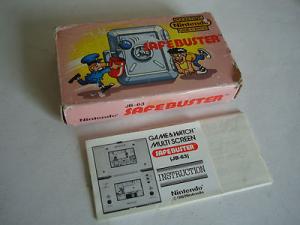 Nintendo
SAFEBUSTER
JB-63
Nintendo
SAFEBUSTER
GAME & WATCH
MULTI SCREEN
SAFEBUSTER
(JB-63)
INSTRUCTION
Nintendo